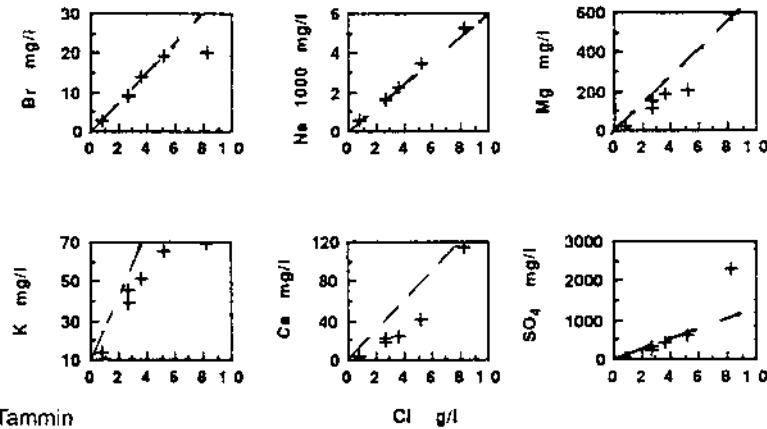 30
20
10
0
Br mg/l
0 2 4 6 8 10
6
4
2
0
Na 1000 mg/l
0 2 4 6 8 10
600
400
200
0
Mg mg/l
0 2 4 6 8 10
70
50
30
10
K mg/l
0 2 4 6 8 10
120
80
40
0
Ca mg/l
0 2 4 6 8 10
3000
2000
1000
0
SO4 mg/l
0 2 4 6 8 10
Tammin
Cl g/l